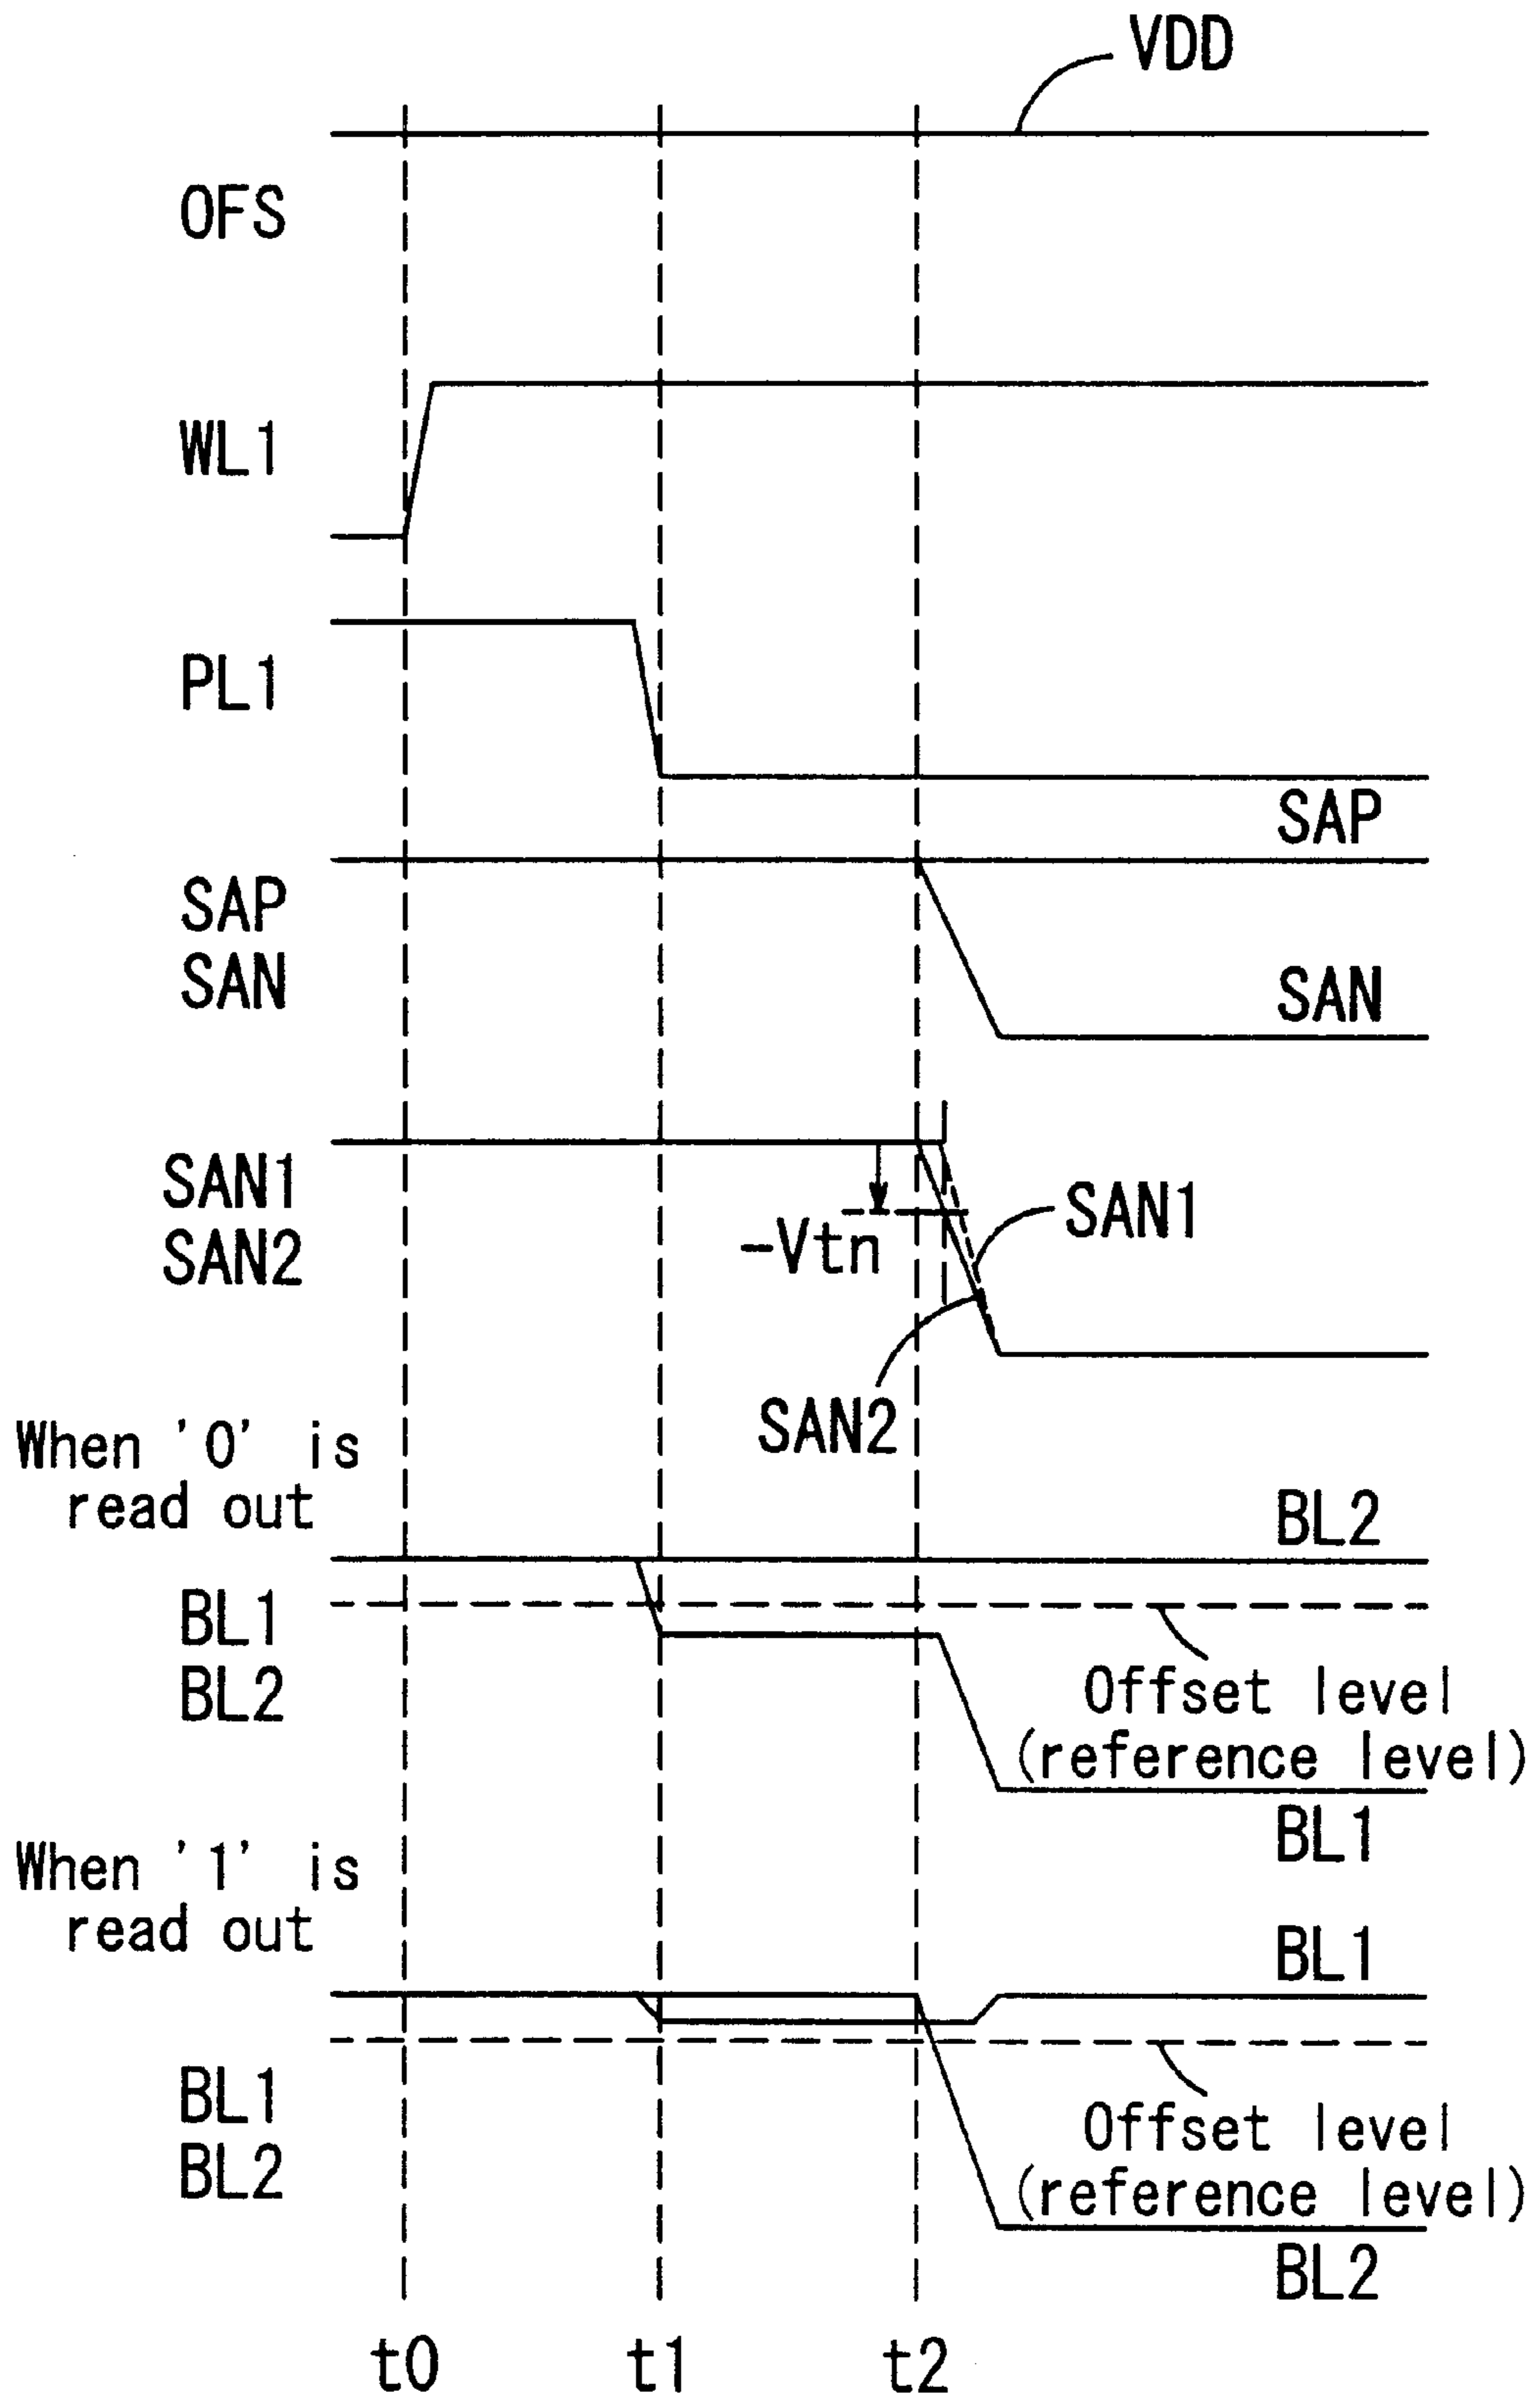 VDD
OFS
WL1
PL1
SAP
SAP
SAN
SAN
SAN1
SAN2
SAN1
-Vtn
SAN2
When '0' is
read out
BL2
BL1
BL2
Offset level
(reference level)
BL1
When '1' is
read out
BL1
BL1
BL2
Offset level
(reference level)
BL2
t0 t1 t2